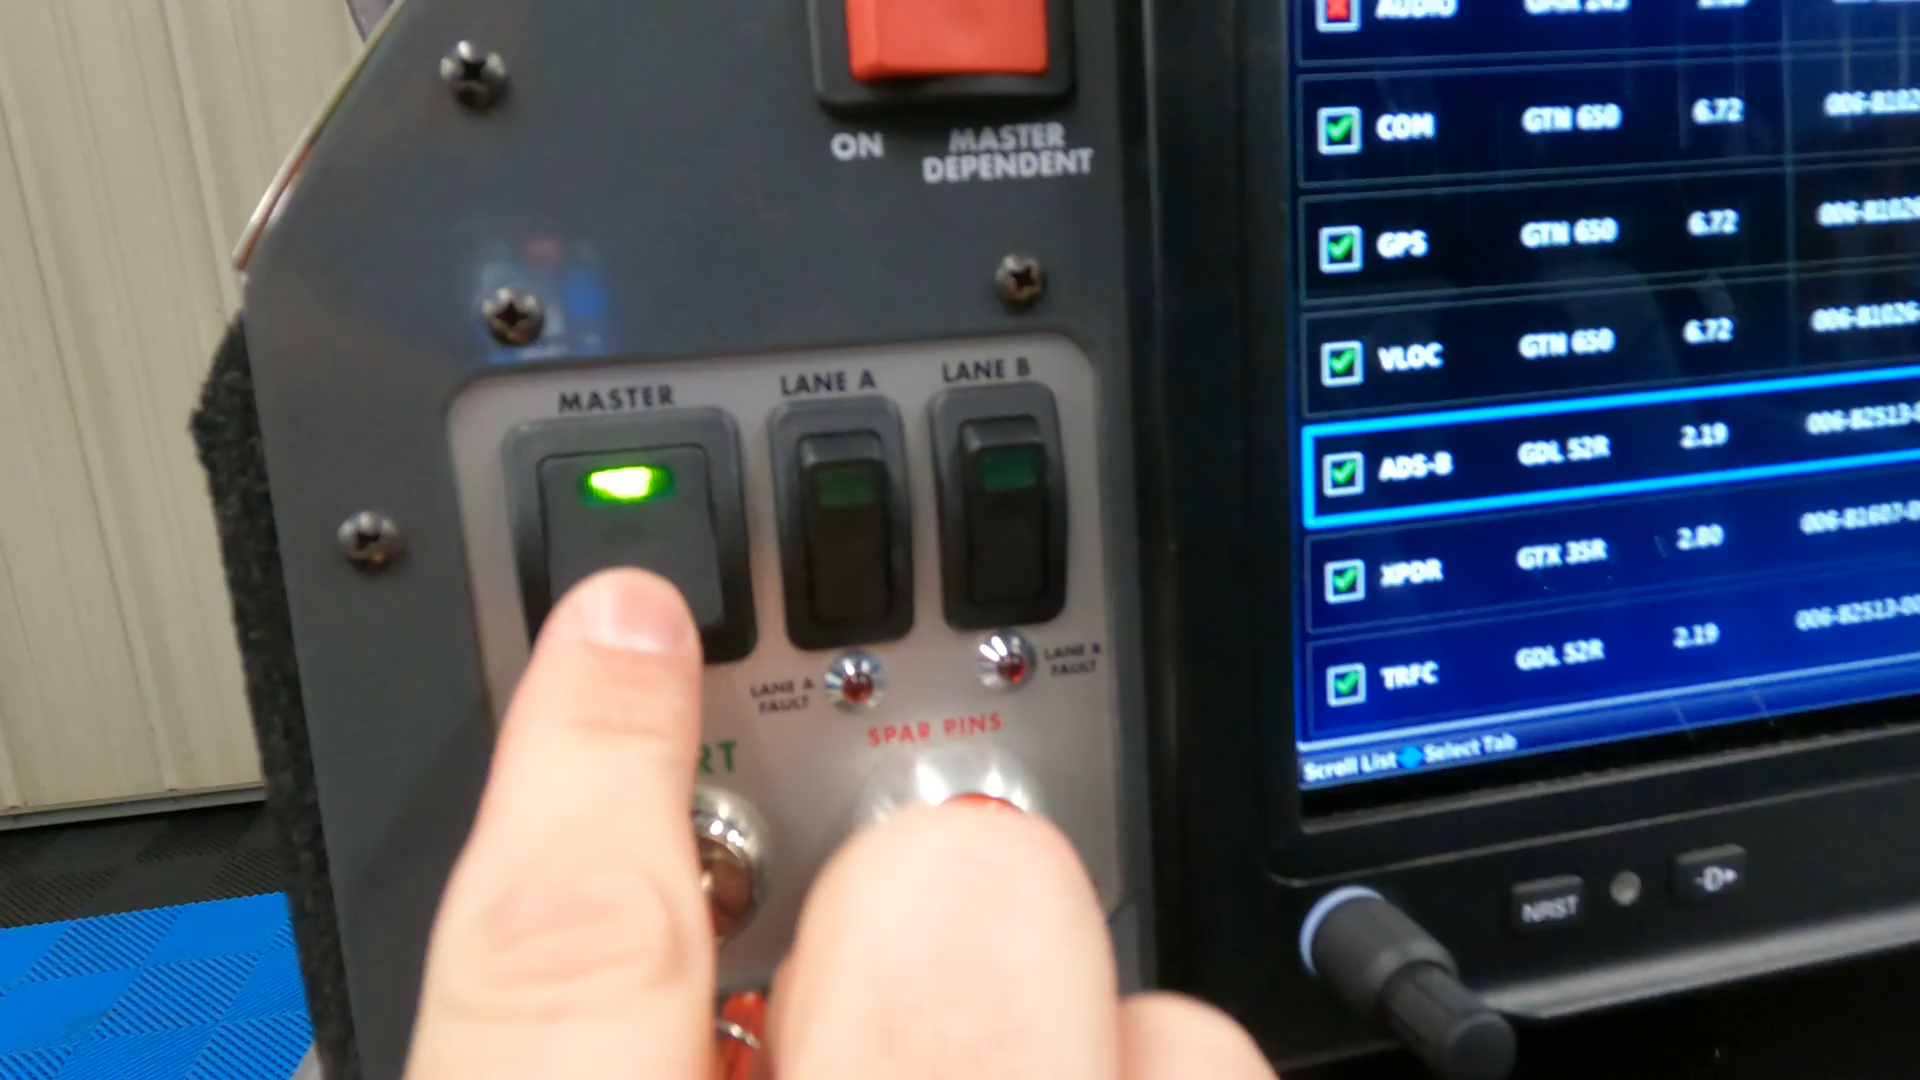 ON
MASTER
DEPENDENT
MASTER
LANE A
LANE B
LANE A
FAULT
LANE B
FAULT
SPAR PINS
RT
AUDIO
COM GTN 650 6.72
GPS GTN 650 6.72
VLOC GTN 650 6.72
ADS-B GDL 52R 2.19
XPDR GTX 35R 2.80
TRFC GDL 52R 2.19
Scroll List Select Tab
NRST
D